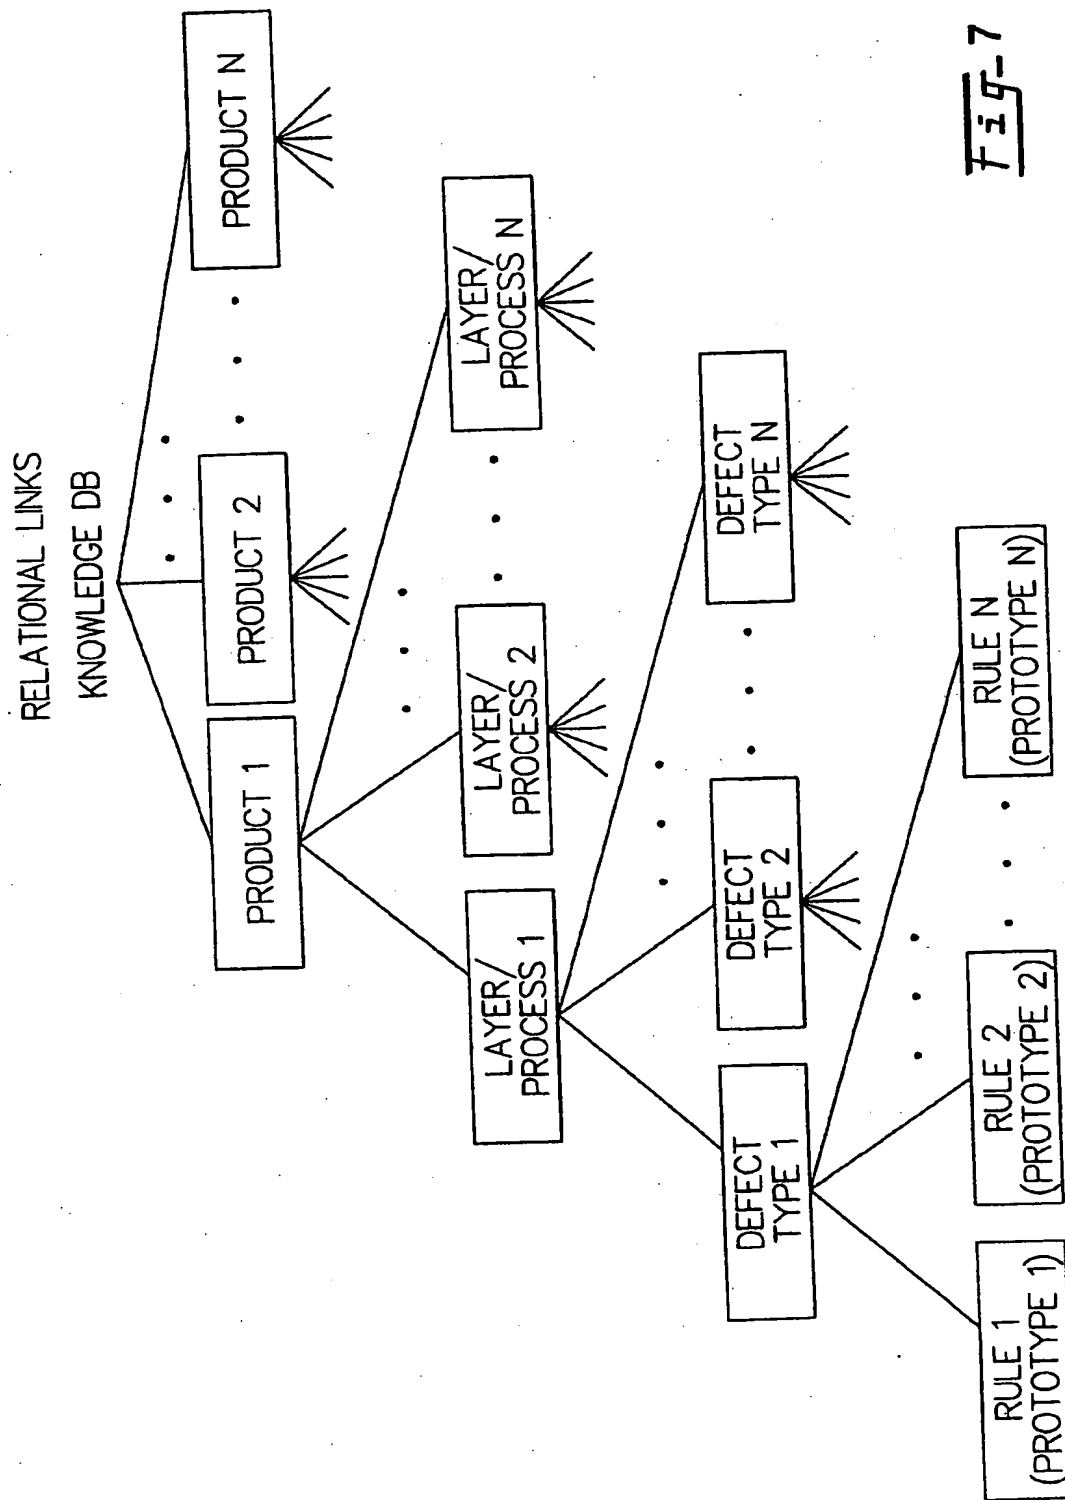 RELATIONAL LINKS
KNOWLEDGE DB
PRODUCT 1
PRODUCT 2
PRODUCT N
LAYER/
PROCESS 1
LAYER/
PROCESS 2
LAYER/
PROCESS N
DEFECT
TYPE 1
DEFECT
TYPE 2
DEFECT
TYPE N
RULE 1
(PROTOTYPE 1)
RULE 2
(PROTOTYPE 2)
RULE N
(PROTOTYPE N)
Fig-7